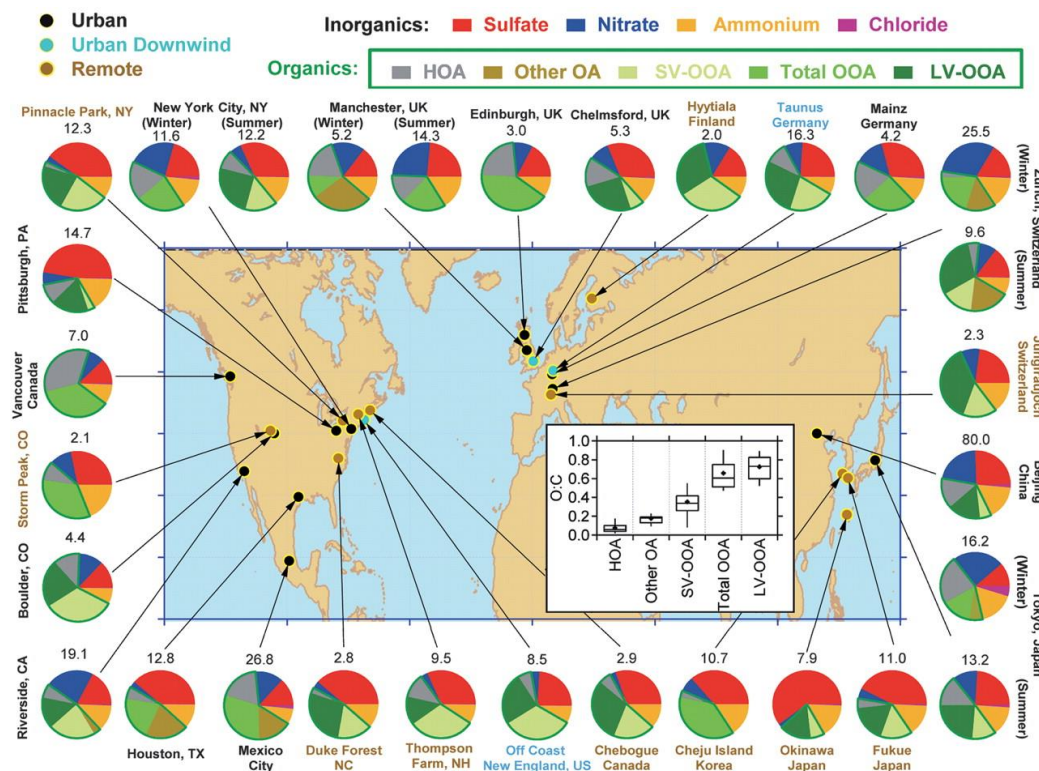 Urban
Urban Downwind
Remote
Inorganics: Sulfate Nitrate Ammonium Chloride
Organics: HOA Other OA SV-OOA Total OOA LV-OOA
Pinnacle Park, NY
12.3
New York City, NY
(Winter) (Summer)
11.6 12.2
Manchester, UK
(Winter) (Summer)
5.2 14.3
Edinburgh, UK
3.0
Chelmsford, UK
5.3
Hyytiala
Finland
2.0
Taunus
Germany
16.3
Mainz
Germany
4.2
25.5
(Winter)
Switzerland
9.6
(Summer)
Pittsburgh, PA
14.7
Vancouver
Canada
7.0
Storm Peak, CO
2.1
Boulder, CO
4.4
Riverside, CA
19.1
2.3
Jungfraujoch
Switzerland
80.0
Beijing
China
16.2
(Winter)
Tokyo, Japan
13.2
(Summer)
O:C
1.0
0.8
0.6
0.4
0.2
0.0
HOA
Other OA
SV-OOA
Total OOA
LV-OOA
12.8
Houston, TX
26.8
Mexico
City
2.8
Duke Forest
NC
9.5
Thompson
Farm, NH
8.5
Off Coast
New England, US
2.9
Chebogue
Canada
10.7
Cheju Island
Korea
7.9
Okinawa
Japan
11.0
Fukue
Japan